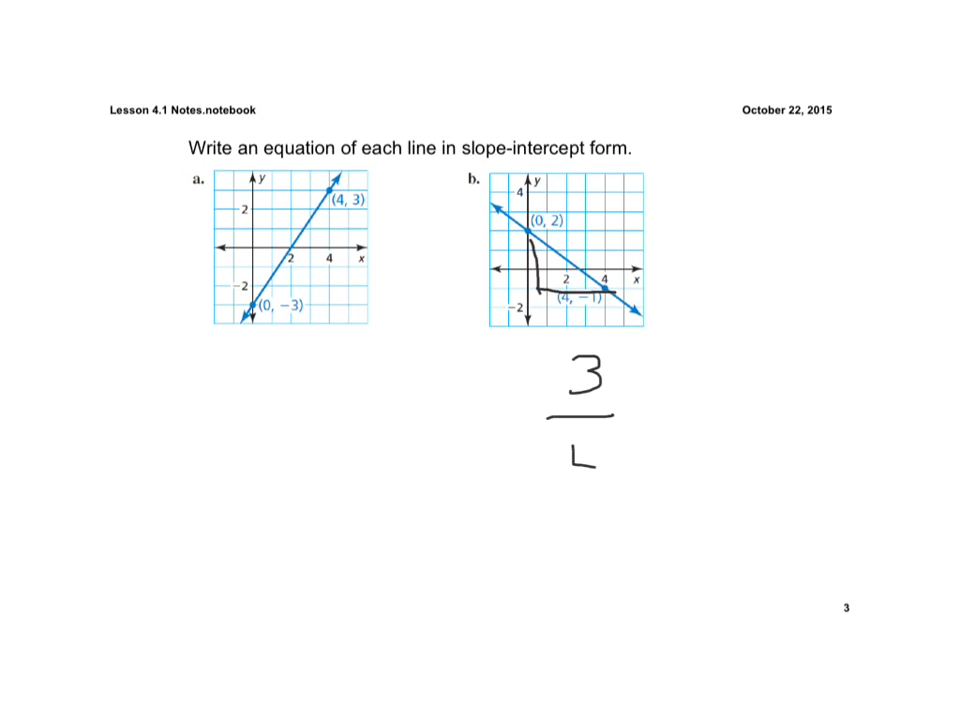 Lesson 4.1 Notes.notebook October 22, 2015
Write an equation of each line in slope-intercept form.
a. b.
y
(4, 3)
2
2 4 x
−2
(0, −3)
y
4
(0, 2)
2 4 x
(4, −1)
−2
3
3